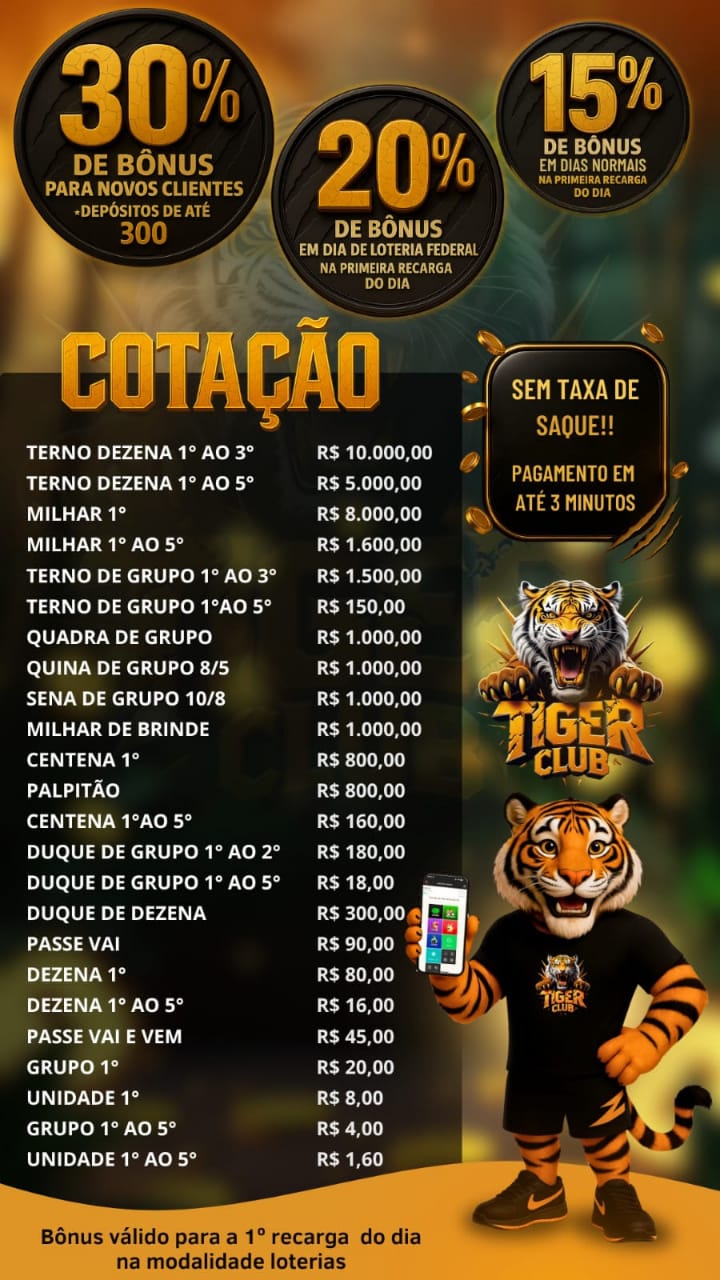 30%
DE BÔNUS
PARA NOVOS CLIENTES
*DEPÓSITOS DE ATÉ
300
20%
DE BÔNUS
EM DIA DE LOTERIA FEDERAL
NA PRIMEIRA RECARGA
DO DIA
15%
DE BÔNUS
EM DIAS NORMAIS
NA PRIMEIRA RECARGA
DO DIA
COTAÇÃO
TERNO DEZENA 1° AO 3° R$ 10.000,00
TERNO DEZENA 1° AO 5° R$ 5.000,00
MILHAR 1° R$ 8.000,00
MILHAR 1° AO 5° R$ 1.600,00
TERNO DE GRUPO 1° AO 3° R$ 1.500,00
TERNO DE GRUPO 1°AO 5° R$ 150,00
QUADRA DE GRUPO R$ 1.000,00
QUINA DE GRUPO 8/5 R$ 1.000,00
SENA DE GRUPO 10/8 R$ 1.000,00
MILHAR DE BRINDE R$ 1.000,00
CENTENA 1° R$ 800,00
PALPITÃO R$ 800,00
CENTENA 1°AO 5° R$ 160,00
DUQUE DE GRUPO 1° AO 2° R$ 180,00
DUQUE DE GRUPO 1° AO 5° R$ 18,00
DUQUE DE DEZENA R$ 300,00
PASSE VAI R$ 90,00
DEZENA 1° R$ 80,00
DEZENA 1° AO 5° R$ 16,00
PASSE VAI E VEM R$ 45,00
GRUPO 1° R$ 20,00
UNIDADE 1° R$ 8,00
GRUPO 1° AO 5° R$ 4,00
UNIDADE 1° AO 5° R$ 1,60
SEM TAXA DE
SAQUE!!
PAGAMENTO EM
ATÉ 3 MINUTOS
TIGER
CLUB
TIGER
CLUB
Bônus válido para a 1° recarga do dia
na modalidade loterias